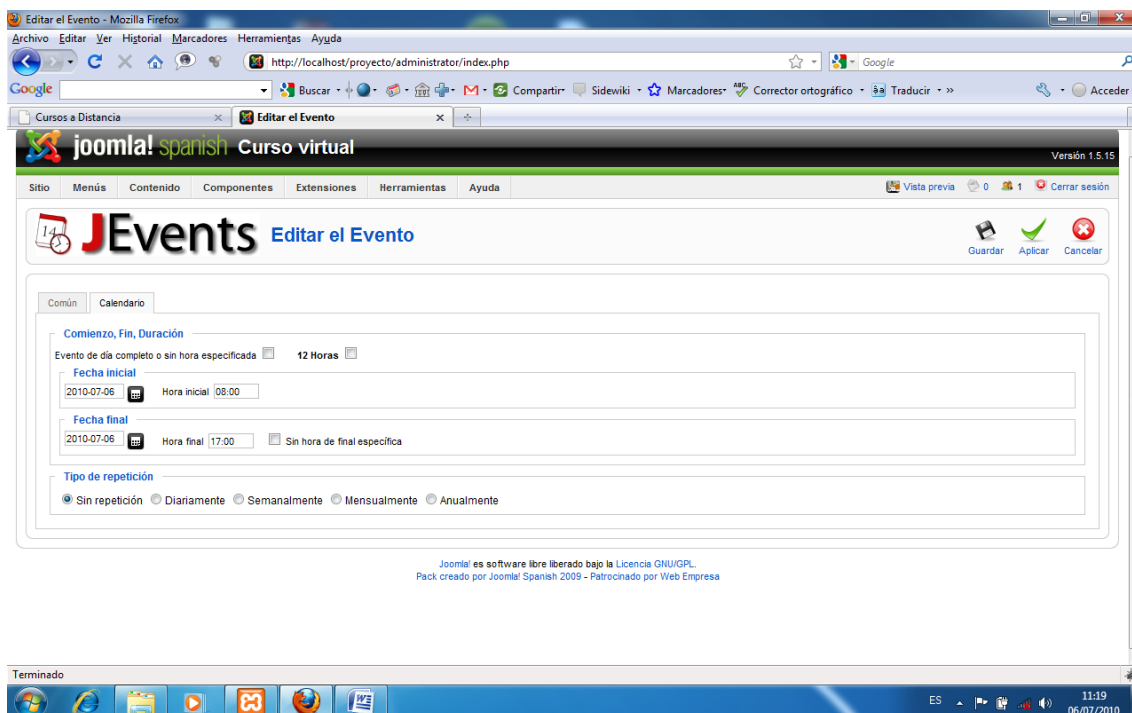 Editar el Evento - Mozilla Firefox
Archivo Editar Ver Historial Marcadores Herramientas Ayuda
http://localhost/proyecto/administrator/index.php Google
Google Buscar Compartir Sidewiki Marcadores Corrector ortográfico Traducir » Acceder
Cursos a Distancia Editar el Evento
joomla! spanish Curso virtual
Versión 1.5.15
Sitio Menús Contenido Componentes Extensiones Herramientas Ayuda Vista previa 0 1 Cerrar sesión
14 JEvents Editar el Evento
Guardar Aplicar Cancelar
Común Calendario
Comienzo, Fin, Duración
Evento de día completo o sin hora especificada 12 Horas
Fecha inicial
2010-07-06 Hora inicial 08:00
Fecha final
2010-07-06 Hora final 17:00 Sin hora de final específica
Tipo de repetición
Sin repetición Diariamente Semanalmente Mensualmente Anualmente
Joomla! es software libre liberado bajo la Licencia GNU/GPL.
Pack creado por Joomla! Spanish 2009 - Patrocinado por Web Empresa
Terminado
ES 11:19
06/07/2010